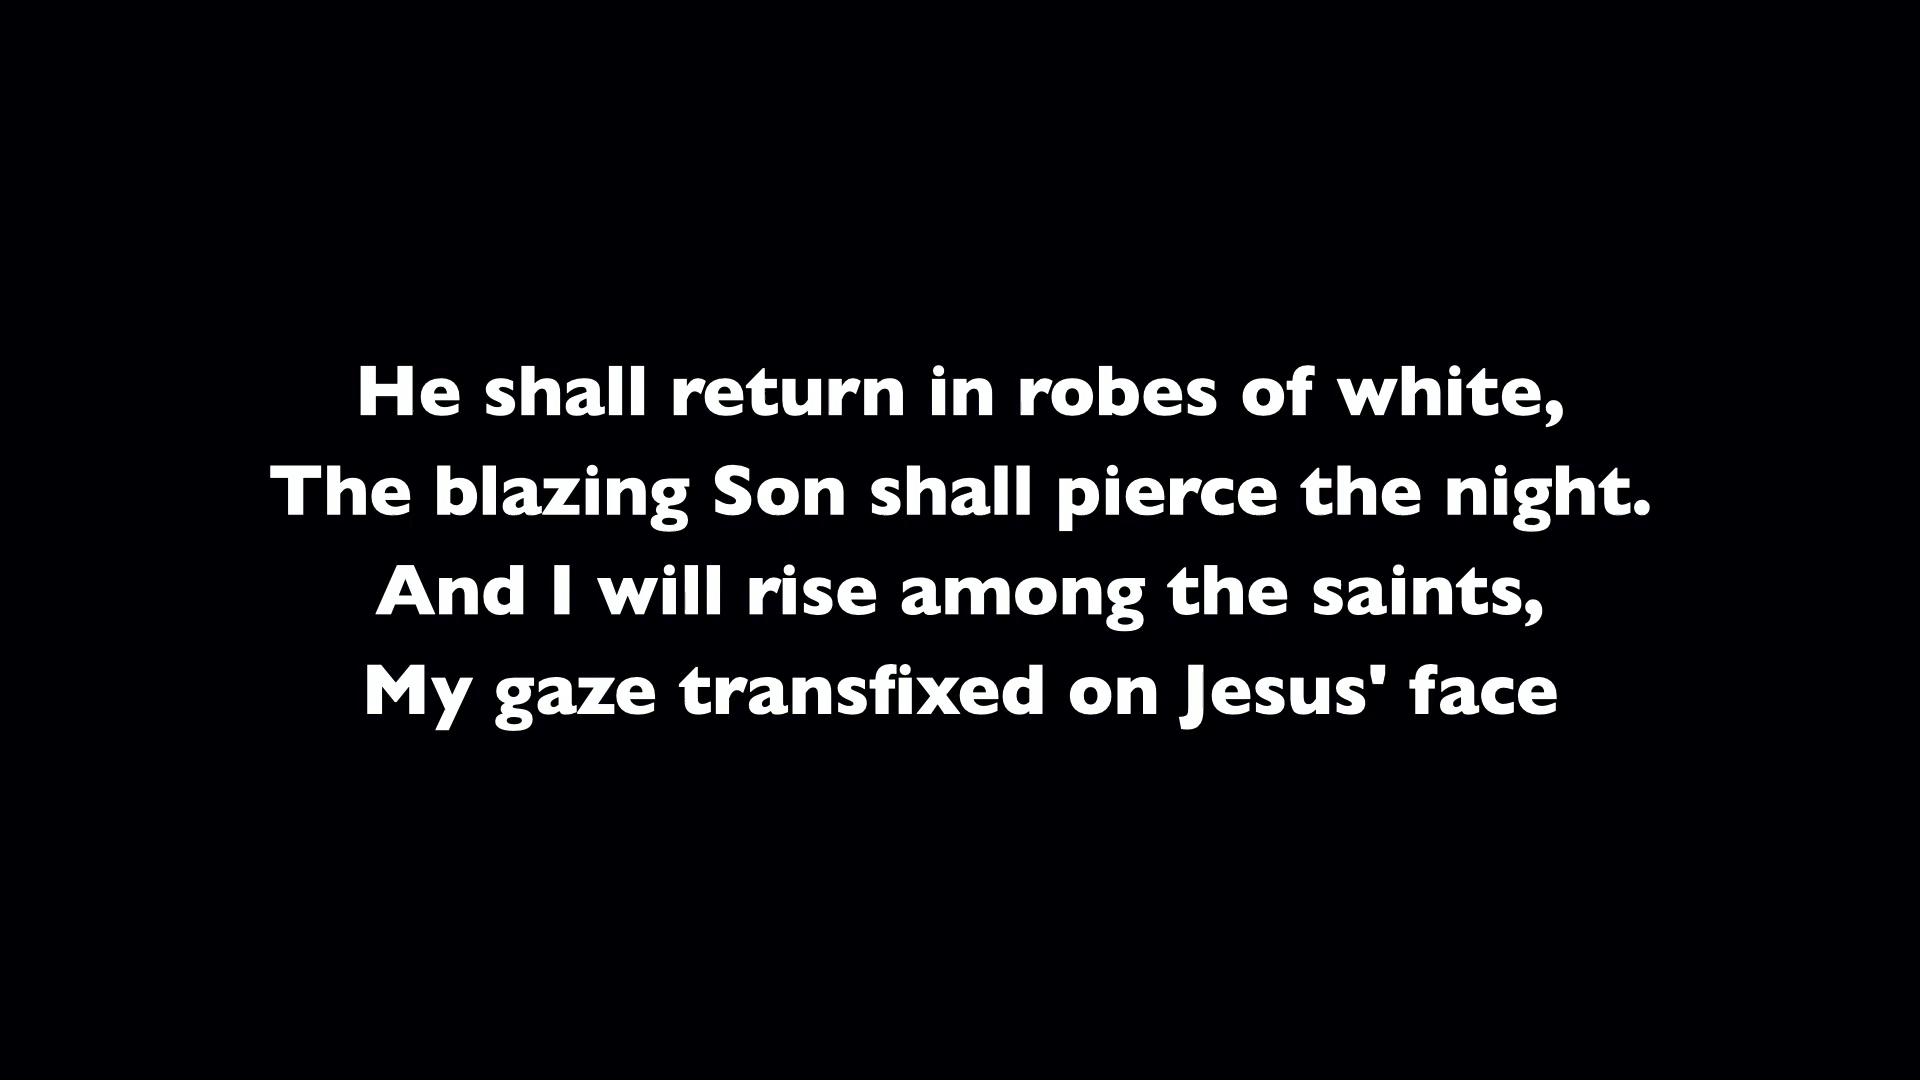 He shall return in robes of white,
The blazing Son shall pierce the night.
And I will rise among the saints,
My gaze transfixed on Jesus' face